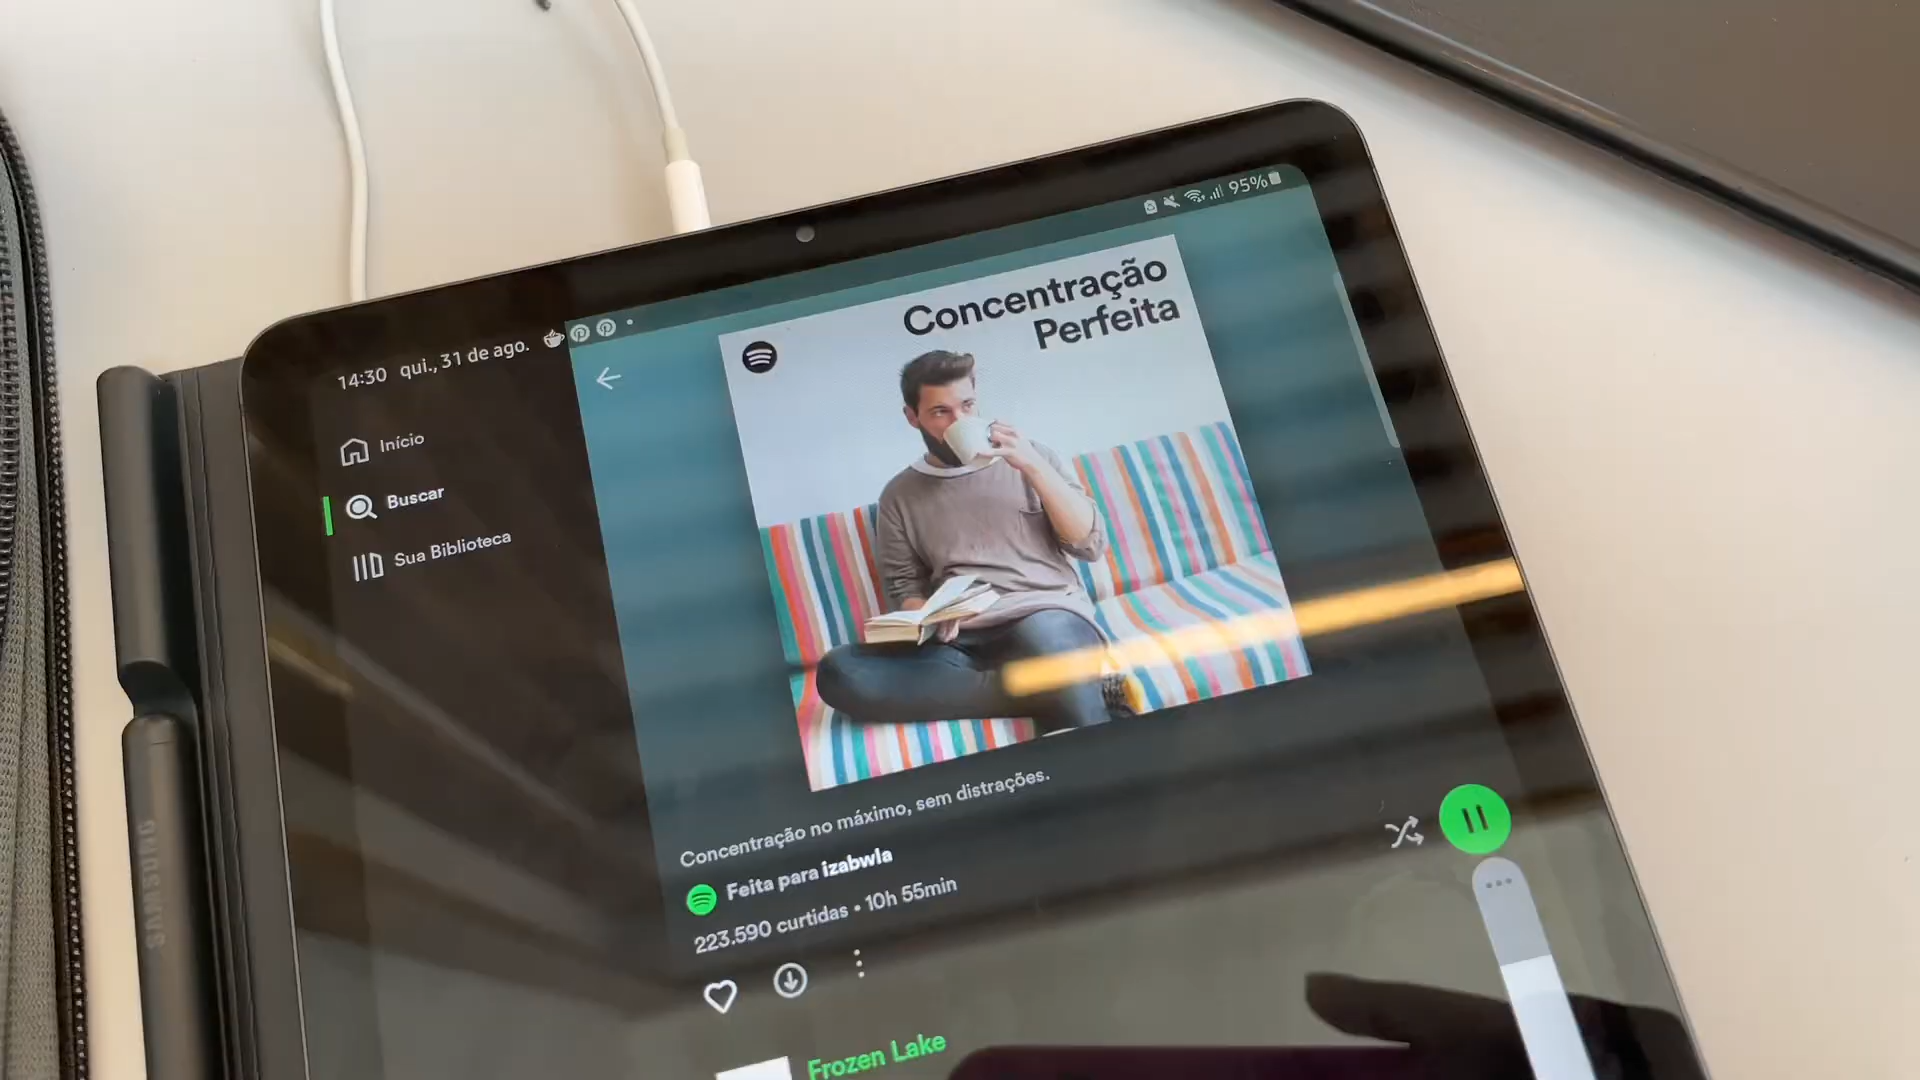 14:30 qui., 31 de ago.
95%
Início
Buscar
Sua Biblioteca
Concentração
Perfeita
Concentração no máximo, sem distrações.
Feita para izabwla
223.590 curtidas • 10h 55min
Frozen Lake
SAMSUNG